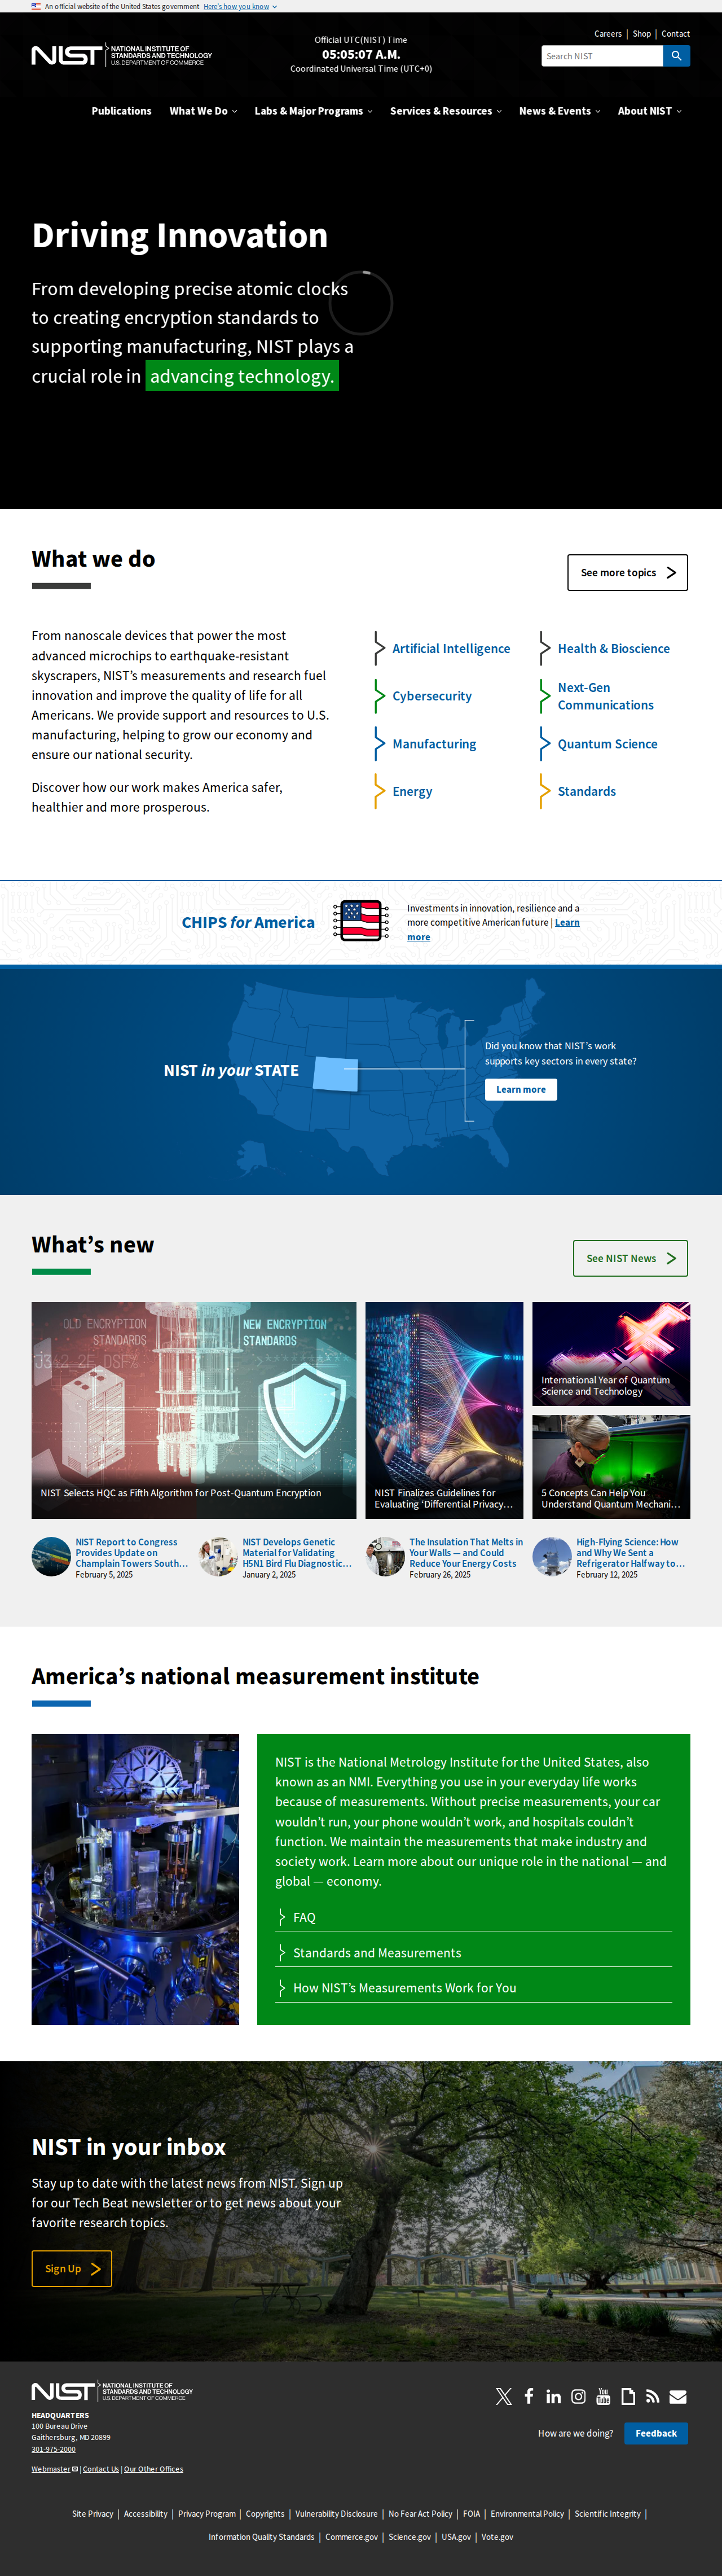 An official website of the United States government Here's how you know
NIST NATIONAL INSTITUTE OF
STANDARDS AND TECHNOLOGY
U.S. DEPARTMENT OF COMMERCE
Official UTC(NIST) Time
05:05:07 A.M.
Coordinated Universal Time (UTC+0)
Careers | Shop | Contact
Search NIST
Publications What We Do Labs & Major Programs Services & Resources News & Events About NIST
Driving Innovation
From developing precise atomic clocks
to creating encryption standards to
supporting manufacturing, NIST plays a
crucial role in advancing technology.
What we do
See more topics
From nanoscale devices that power the most
advanced microchips to earthquake-resistant
skyscrapers, NIST’s measurements and research fuel
innovation and improve the quality of life for all
Americans. We provide support and resources to U.S.
manufacturing, helping to grow our economy and
ensure our national security.
Discover how our work makes America safer,
healthier and more prosperous.
Artificial Intelligence
Health & Bioscience
Cybersecurity
Next-Gen
Communications
Manufacturing
Quantum Science
Energy
Standards
CHIPS for America
Investments in innovation, resilience and a
more competitive American future | Learn
more
NIST in your STATE
Did you know that NIST’s work
supports key sectors in every state?
Learn more
What’s new
See NIST News
OLD ENCRYPTION
STANDARDS
NEW ENCRYPTION
STANDARDS
NIST Selects HQC as Fifth Algorithm for Post-Quantum Encryption
NIST Finalizes Guidelines for
Evaluating ‘Differential Privacy…
International Year of Quantum
Science and Technology
5 Concepts Can Help You
Understand Quantum Mechani…
NIST Report to Congress
Provides Update on
Champlain Towers South…
February 5, 2025
NIST Develops Genetic
Material for Validating
H5N1 Bird Flu Diagnostic…
January 2, 2025
The Insulation That Melts in
Your Walls — and Could
Reduce Your Energy Costs
February 26, 2025
High-Flying Science: How
and Why We Sent a
Refrigerator Halfway to…
February 12, 2025
America’s national measurement institute
NIST is the National Metrology Institute for the United States, also
known as an NMI. Everything you use in your everyday life works
because of measurements. Without precise measurements, your car
wouldn’t run, your phone wouldn’t work, and hospitals couldn’t
function. We maintain the measurements that make industry and
society work. Learn more about our unique role in the national — and
global — economy.
FAQ
Standards and Measurements
How NIST’s Measurements Work for You
NIST in your inbox
Stay up to date with the latest news from NIST. Sign up
for our Tech Beat newsletter or to get news about your
favorite research topics.
Sign Up
NIST NATIONAL INSTITUTE OF
STANDARDS AND TECHNOLOGY
U.S. DEPARTMENT OF COMMERCE
You
Tube
HEADQUARTERS
100 Bureau Drive
Gaithersburg, MD 20899
301-975-2000
How are we doing? Feedback
Webmaster | Contact Us | Our Other Offices
Site Privacy | Accessibility | Privacy Program | Copyrights | Vulnerability Disclosure | No Fear Act Policy | FOIA | Environmental Policy | Scientific Integrity |
Information Quality Standards | Commerce.gov | Science.gov | USA.gov | Vote.gov